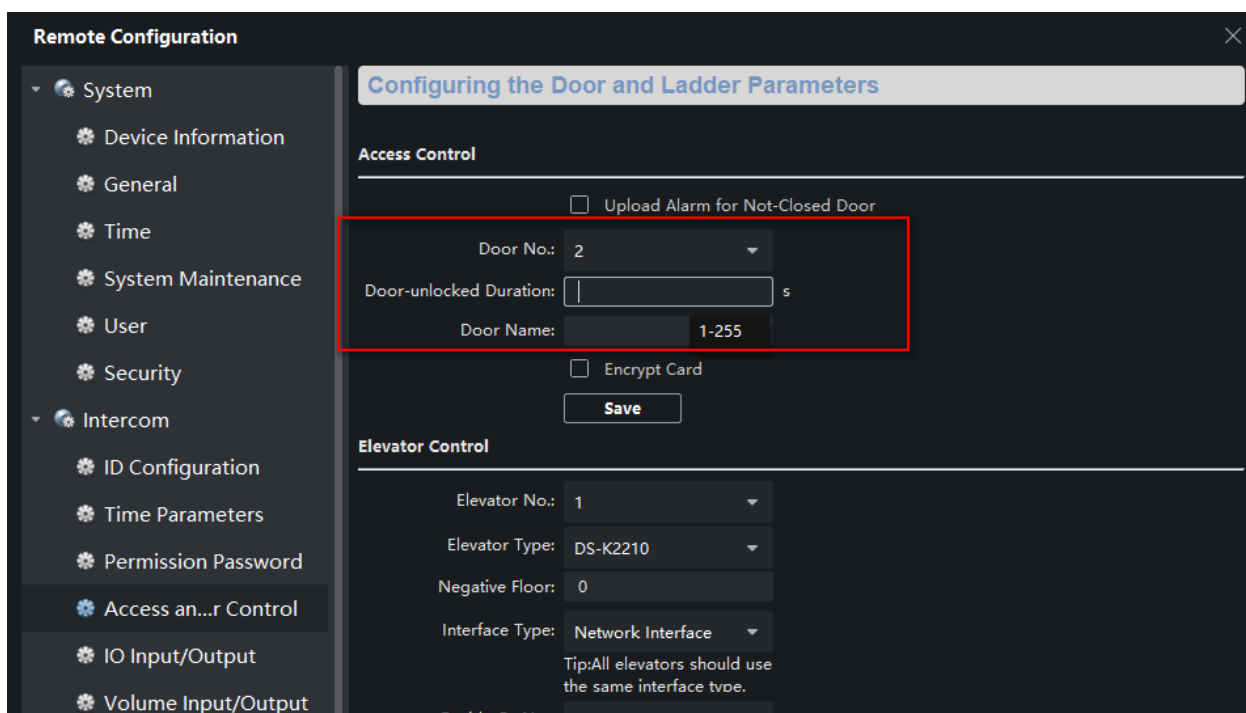 Remote Configuration
System
Device Information
General
Time
System Maintenance
User
Security
Intercom
ID Configuration
Time Parameters
Permission Password
Access an...r Control
IO Input/Output
Volume Input/Output
Configuring the Door and Ladder Parameters
Access Control
Upload Alarm for Not-Closed Door
Door No.: 2
Door-unlocked Duration: s
Door Name: 1-255
Encrypt Card
Save
Elevator Control
Elevator No.: 1
Elevator Type: DS-K2210
Negative Floor: 0
Interface Type: Network Interface
Tip:All elevators should use
the same interface type.